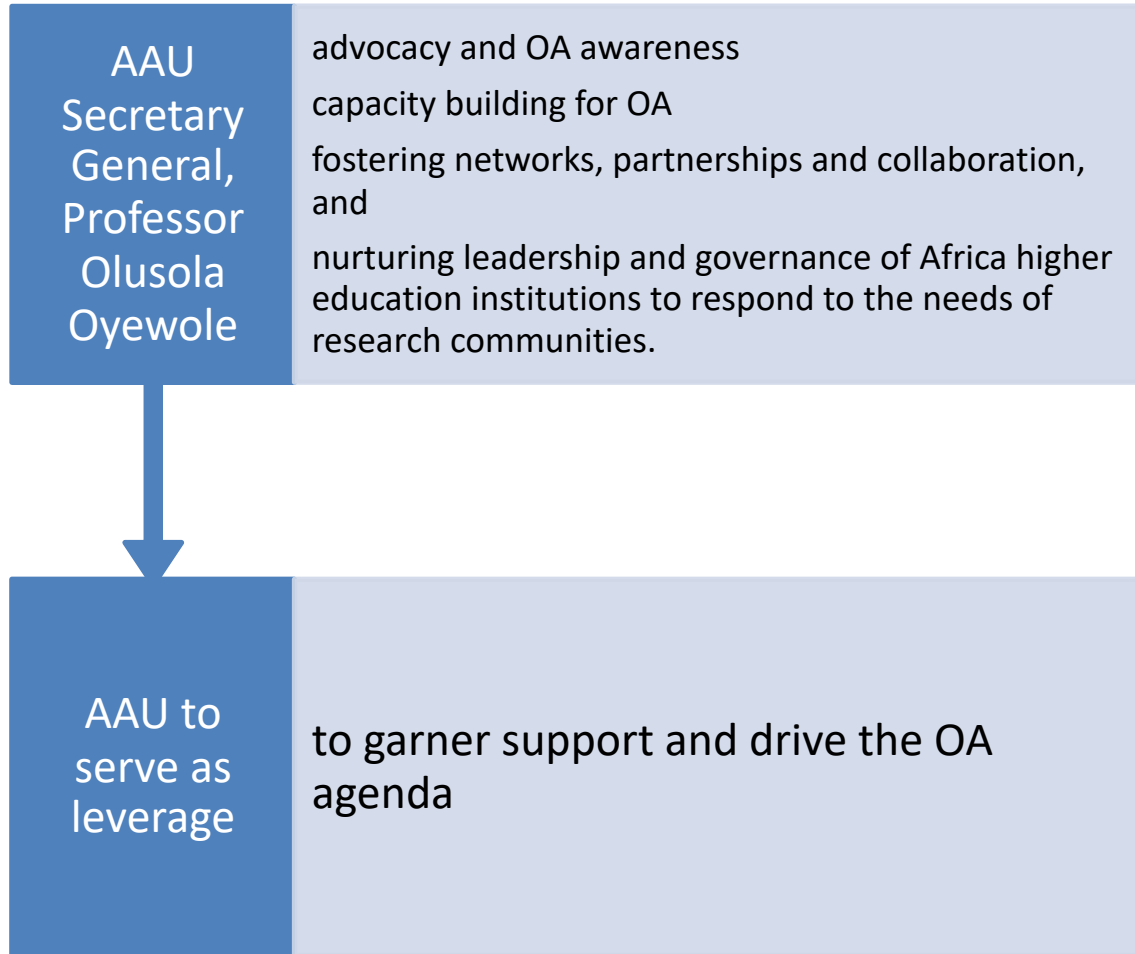 AAU
Secretary
General,
Professor
Olusola
Oyewole
advocacy and OA awareness
capacity building for OA
fostering networks, partnerships and collaboration,
and
nurturing leadership and governance of Africa higher
education institutions to respond to the needs of
research communities.
AAU to
serve as
leverage
to garner support and drive the OA
agenda